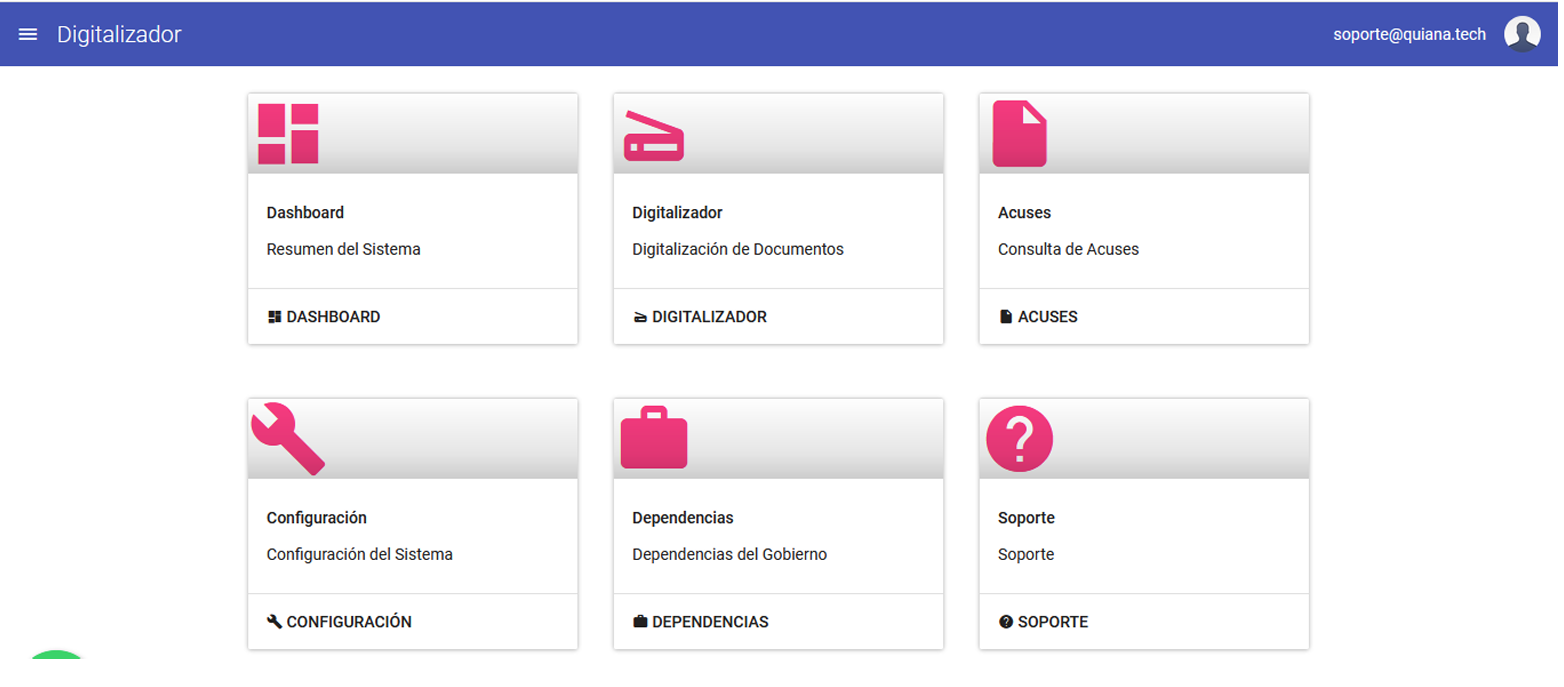 Digitalizador
soporte@quiana.tech
Dashboard
Resumen del Sistema
DASHBOARD
Digitalizador
Digitalización de Documentos
DIGITALIZADOR
Acuses
Consulta de Acuses
ACUSES
Configuración
Configuración del Sistema
CONFIGURACIÓN
Dependencias
Dependencias del Gobierno
DEPENDENCIAS
Soporte
Soporte
SOPORTE